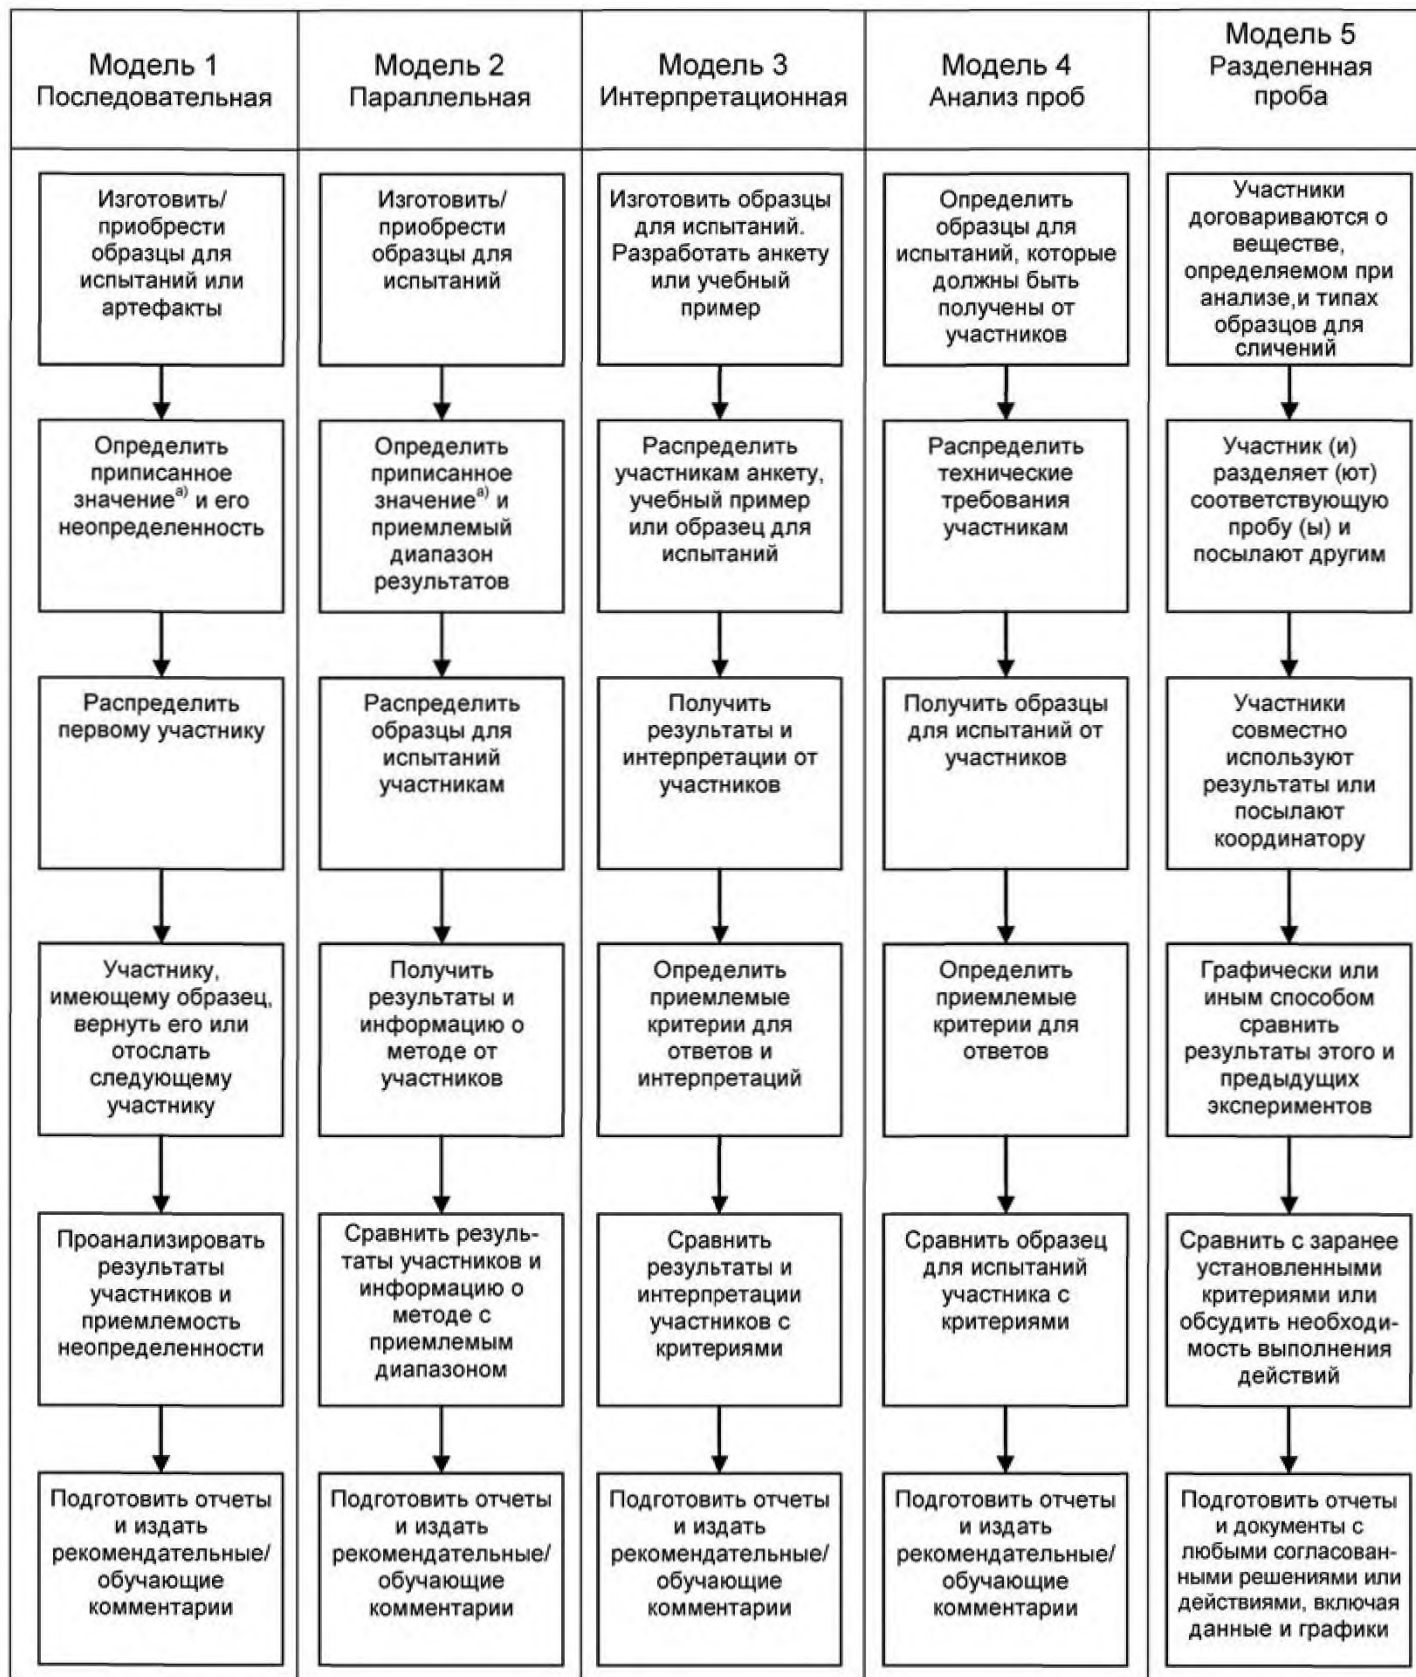 Модель 1
Последовательная
Модель 2
Параллельная
Модель 3
Интерпретационная
Модель 4
Анализ проб
Модель 5
Разделенная
проба
Изготовить/
приобрести
образцы для
испытаний или
артефакты
Изготовить/
приобрести
образцы для
испытаний
Изготовить образцы
для испытаний.
Разработать анкету
или учебный
пример
Определить
образцы для
испытаний, которые
должны быть
получены от
участников
Участники
договариваются о
веществе,
определяемом при
анализе,и типах
образцов для
сличений
Определить
приписанное
значение а) и его
неопределенность
Определить
приписанное
значение а) и
приемлемый
диапазон
результатов
Распределить
участникам анкету,
учебный пример
или образец для
испытаний
Распределить
технические
требования
участникам
Участник (и)
разделяет (ют)
соответствующую
пробу (ы) и
посылают другим
Распределить
первому участнику
Распределить
образцы для
испытаний
участникам
Получить
результаты и
интерпретации от
участников
Получить образцы
для испытаний от
участников
Участники
совместно
используют
результаты или
посылают
координатору
Участнику,
имеющему образец,
вернуть его или
отослать
следующему
участнику
Получить
результаты и
информацию о
методе от
участников
Определить
приемлемые
критерии для
ответов и
интерпретаций
Определить
приемлемые
критерии для
ответов
Графически или
иным способом
сравнить
результаты этого и
предыдущих
экспериментов
Проанализировать
результаты
участников и
приемлемость
неопределенности
Сравнить резуль-
таты участников и
информацию о
методе с
приемлемым
диапазоном
Сравнить
результаты и
интерпретации
участников с
критериями
Сравнить образец
для испытаний
участника с
критериями
Сравнить с заранее
установленными
критериями или
обсудить необходи-
мость выполнения
действий
Подготовить отчеты
и издать
рекомендательные/
обучающие
комментарии
Подготовить отчеты
и издать
рекомендательные/
обучающие
комментарии
Подготовить отчеты
и издать
рекомендательные/
обучающие
комментарии
Подготовить отчеты
и издать
рекомендательные/
обучающие
комментарии
Подготовить отчеты
и документы с
любыми согласован-
ными решениями или
действиями, включая
данные и графики